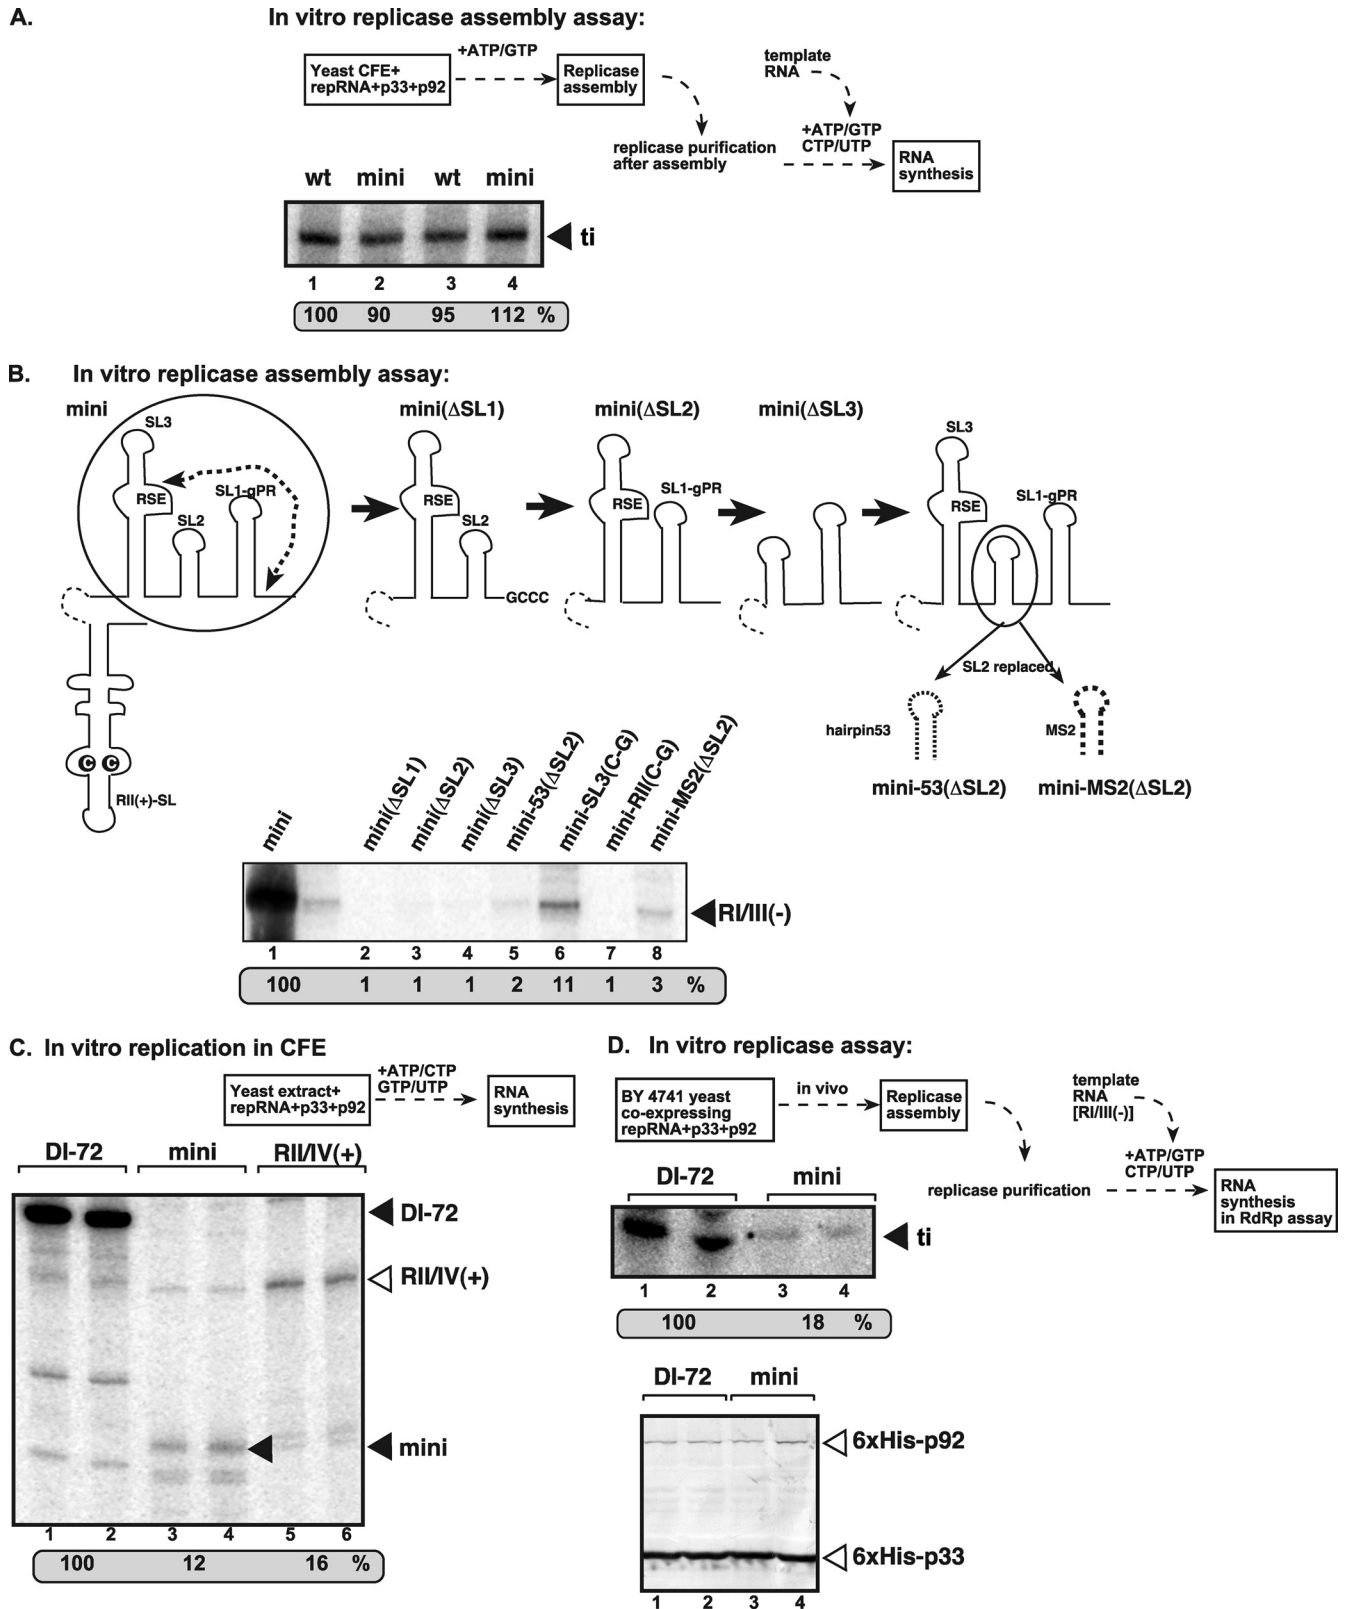 A.
In vitro replicase assembly assay:
Yeast CFE+
repRNA+p33+p92
+ATP/GTP
Replicase
assembly
replicase purification
after assembly
template
RNA
+ATP/GTP
CTP/UTP
RNA
synthesis
wt mini wt mini
ti
1 2 3 4
100 90 95 112 %
B.
In vitro replicase assembly assay:
mini
mini(ΔSL1)
mini(ΔSL2)
mini(ΔSL3)
SL3
RSE
SL2
SL1-gPR
RSE
SL2
GCCC
RSE
SL1-gPR
SL3
RSE
SL1-gPR
C C
RII(+)-SL
SL2 replaced
hairpin53
MS2
mini-53(ΔSL2)
mini-MS2(ΔSL2)
mini
mini(ΔSL1)
mini(ΔSL2)
mini(ΔSL3)
mini-53(ΔSL2)
mini-SL3(C-G)
mini-RII(C-G)
mini-MS2(ΔSL2)
RI/III(-)
1 2 3 4 5 6 7 8
100 1 1 1 2 11 1 3 %
C. In vitro replication in CFE
Yeast extract+
repRNA+p33+p92
+ATP/CTP
GTP/UTP
RNA
synthesis
DI-72 mini RII/IV(+)
DI-72
RII/IV(+)
mini
1 2 3 4 5 6
100 12 16 %
D. In vitro replicase assay:
BY 4741 yeast
co-expressing
repRNA+p33+p92
in vivo
Replicase
assembly
replicase purification
template
RNA
[RI/III(-)]
+ATP/GTP
CTP/UTP
RNA
synthesis
in RdRp assay
DI-72 mini
ti
1 2 3 4
100 18 %
DI-72 mini
6xHis-p92
6xHis-p33
1 2 3 4